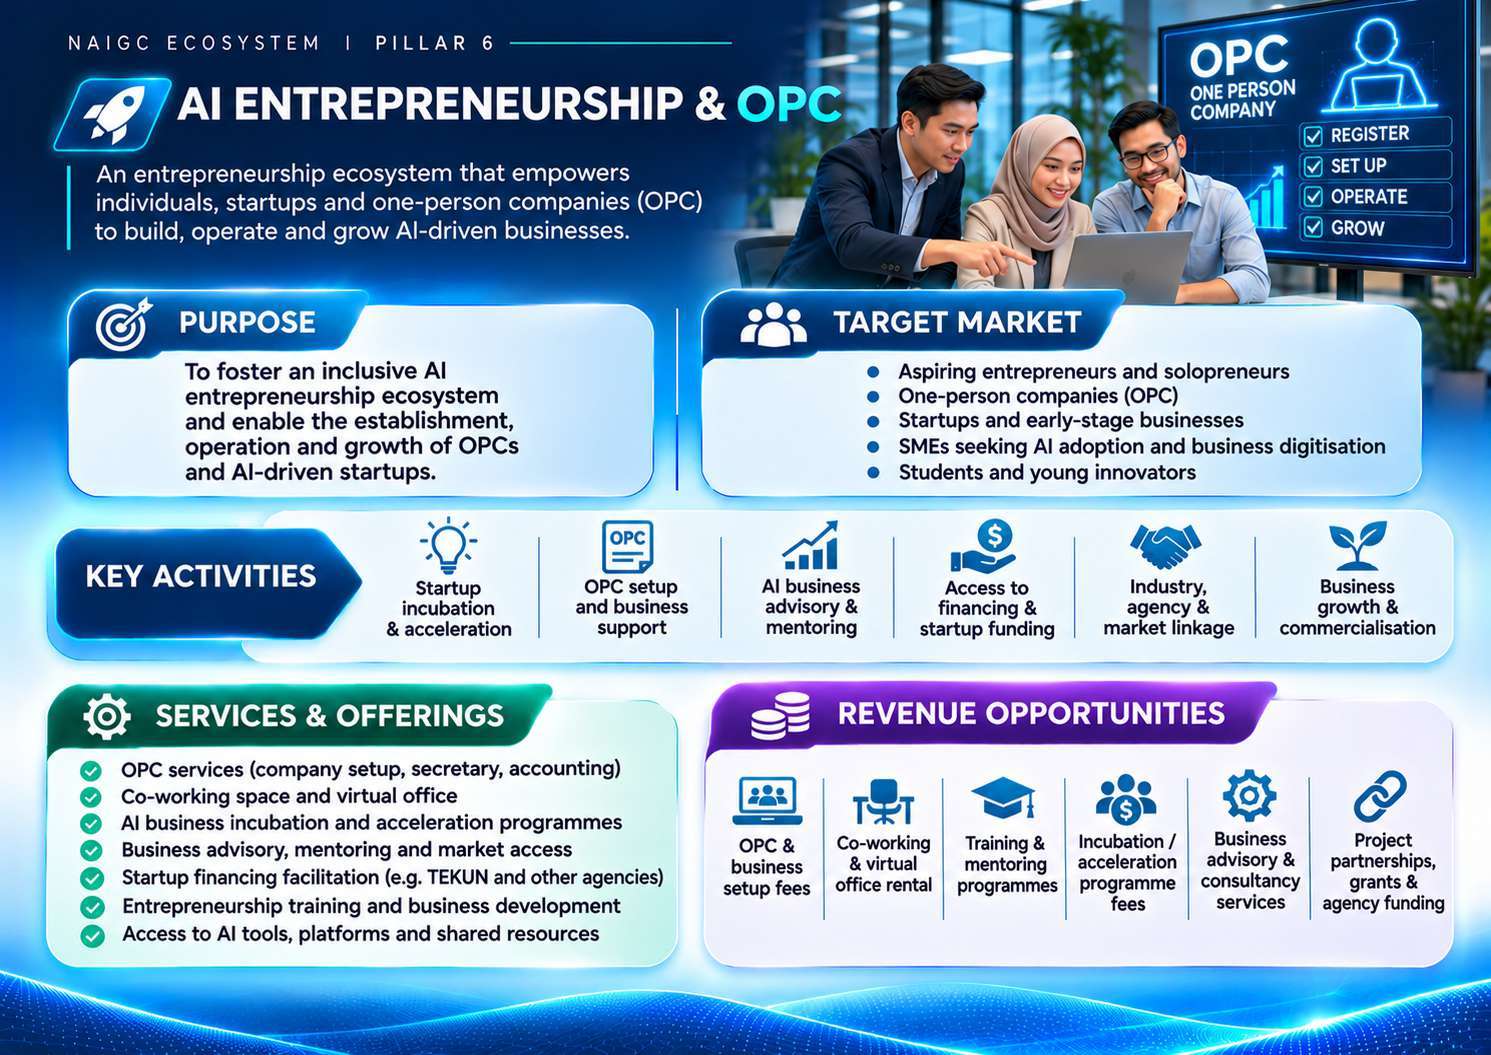 NAIGC ECOSYSTEM | PILLAR 6
AI ENTREPRENEURSHIP & OPC
An entrepreneurship ecosystem that empowers
individuals, startups and one-person companies (OPC)
to build, operate and grow AI-driven businesses.
OPC
ONE PERSON
COMPANY
REGISTER
SET UP
OPERATE
GROW
PURPOSE
To foster an inclusive AI
entrepreneurship ecosystem
and enable the establishment,
operation and growth of OPCs
and AI-driven startups.
TARGET MARKET
Aspiring entrepreneurs and solopreneurs
One-person companies (OPC)
Startups and early-stage businesses
SMEs seeking AI adoption and business digitisation
Students and young innovators
KEY ACTIVITIES
Startup
incubation
& acceleration
OPC
OPC setup
and business
support
AI business
advisory &
mentoring
$
Access to
financing &
startup funding
Industry,
agency &
market linkage
Business
growth &
commercialisation
SERVICES & OFFERINGS
OPC services (company setup, secretary, accounting)
Co-working space and virtual office
AI business incubation and acceleration programmes
Business advisory, mentoring and market access
Startup financing facilitation (e.g. TEKUN and other agencies)
Entrepreneurship training and business development
Access to AI tools, platforms and shared resources
REVENUE OPPORTUNITIES
OPC &
business
setup fees
Co-working
& virtual
office rental
Training &
mentoring
programmes
$
Incubation /
acceleration
programme
fees
Business
advisory &
consultancy
services
Project
partnerships,
grants &
agency funding